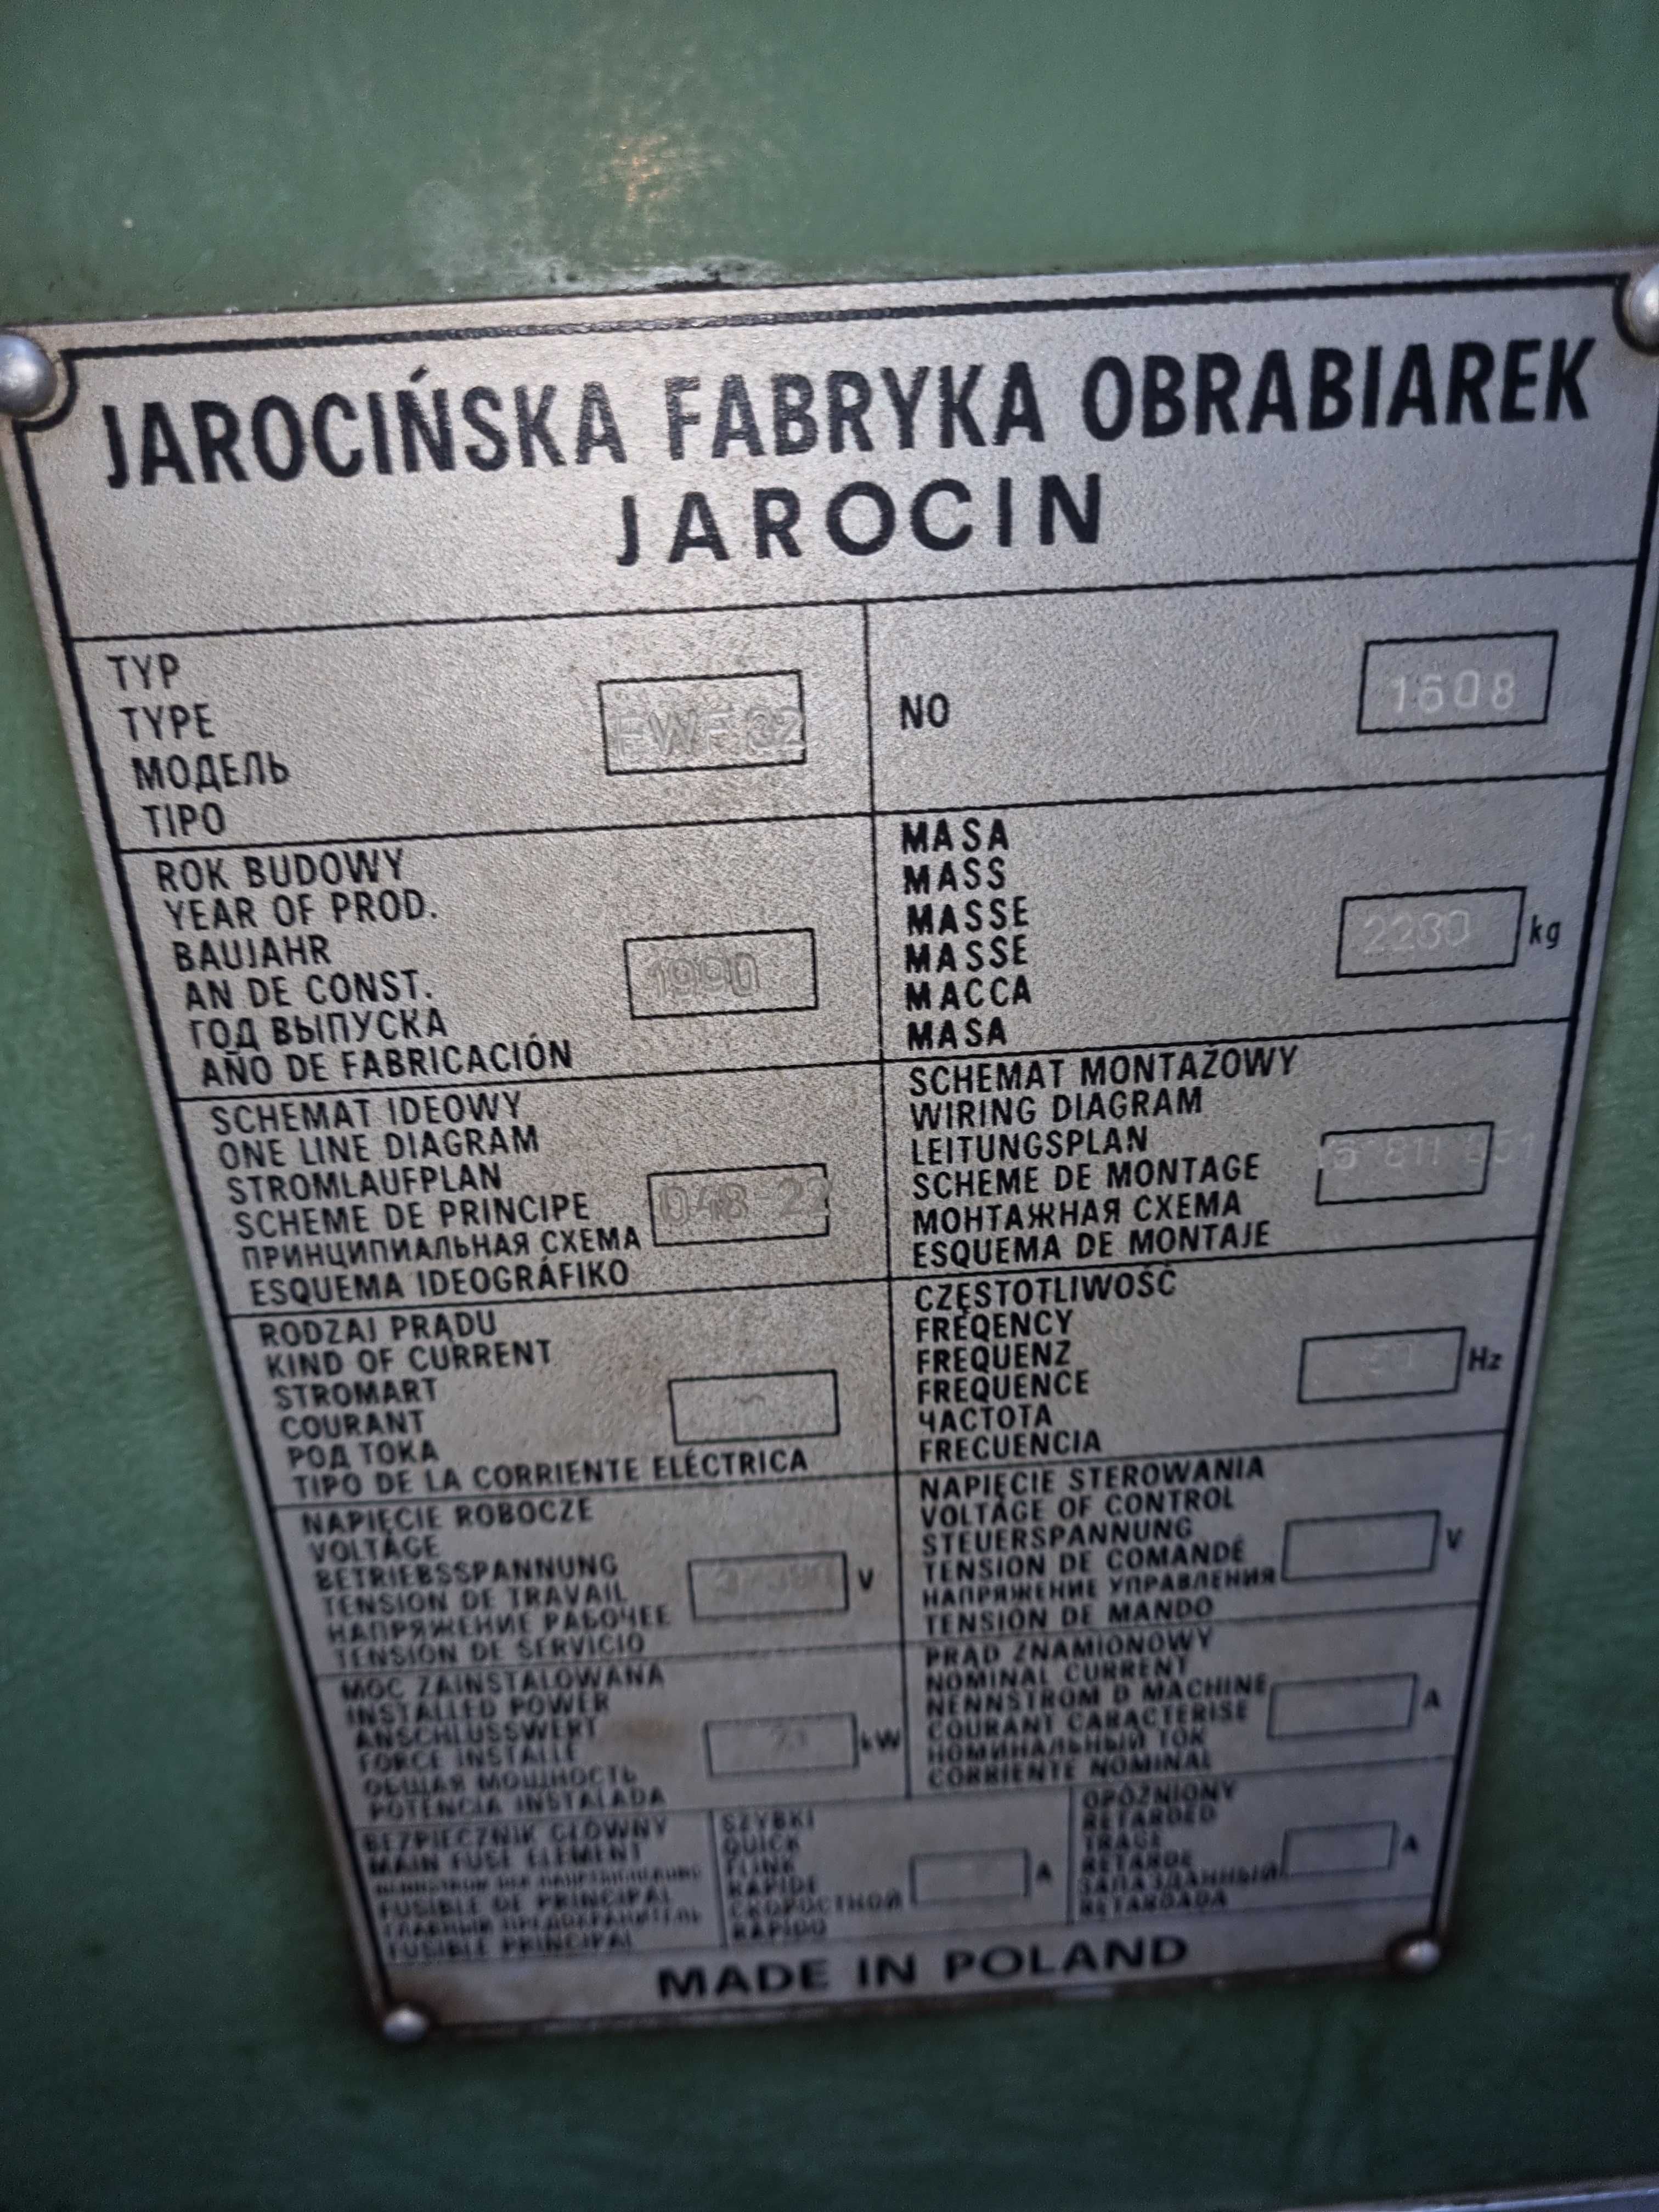 JAROCIŃSKA FABRYKA OBRABIAREK
JAROCIN
TYP
TYPE
МОДЕЛЬ
TIPO
FWF 32
NO
1608
ROK BUDOWY
YEAR OF PROD.
BAUJAHR
AN DE CONST.
ГОД ВЫПУСКА
AÑO DE FABRICACIÓN
1990
MASA
MASS
MASSE
MASSE
МАССА
MASA
kg
SCHEMAT IDEOWY
ONE LINE DIAGRAM
STROMLAUFPLAN
SCHEME DE PRINCIPE
ПРИНЦИПИАЛЬНАЯ СХЕМА
ESQUEMA IDEOGRÁFIKO
SCHEMAT MONTAŻOWY
WIRING DIAGRAM
LEITUNGSPLAN
SCHEME DE MONTAGE
МОНТАЖНАЯ СХЕМА
ESQUEMA DE MONTAJE
RODZAJ PRĄDU
KIND OF CURRENT
STROMART
COURANT
РОД ТОКА
TIPO DE LA CORRIENTE ELÉCTRICA
CZĘSTOTLIWOŚĆ
FREQENCY
FREQUENZ
FREQUENCE
ЧАСТОТА
FRECUENCIA
Hz
NAPIĘCIE ROBOCZE
VOLTAGE
BETRIEBSSPANNUNG
TENSION DE TRAVAIL
НАПРЯЖЕНИЕ РАБОЧЕЕ
TENSION DE SERVICIO
V
NAPIĘCIE STEROWANIA
VOLTAGE OF CONTROL
STEUERSPANNUNG
TENSION DE COMANDÉ
НАПРЯЖЕНИЕ УПРАВЛЕНИЯ
TENSION DE MANDO
V
MOC ZAINSTALOWANA
INSTALLED POWER
ANSCHLUSSWERT
FORCE INSTALLE
ОБЩАЯ МОЩНОСТЬ
POTENCIA INSTALADA
kW
PRĄD ZNAMIONOWY
NOMINAL CURRENT
NENNSTROM D MACHINE
COURANT CARACTERISE
НОМИНАЛЬНЫЙ ТОК
CORRIENTE NOMINAL
A
BEZPIECZNIK GŁÓWNY
MAIN FUSE ELEMENT
FUSIBLE DE PRINCIPAL
ГЛАВНЫЙ ПРЕДОХРАНИТЕЛЬ
FUSIBLE PRINCIPAL
SZYBKI
QUICK
FLINK
RAPIDE
СКОРОСТНОЙ
RAPIDO
A
OPÓŹNIONY
RETARDED
TRAGE
RETARDE
ЗАПАЗДАННЫЙ
RETARDADA
A
MADE IN POLAND